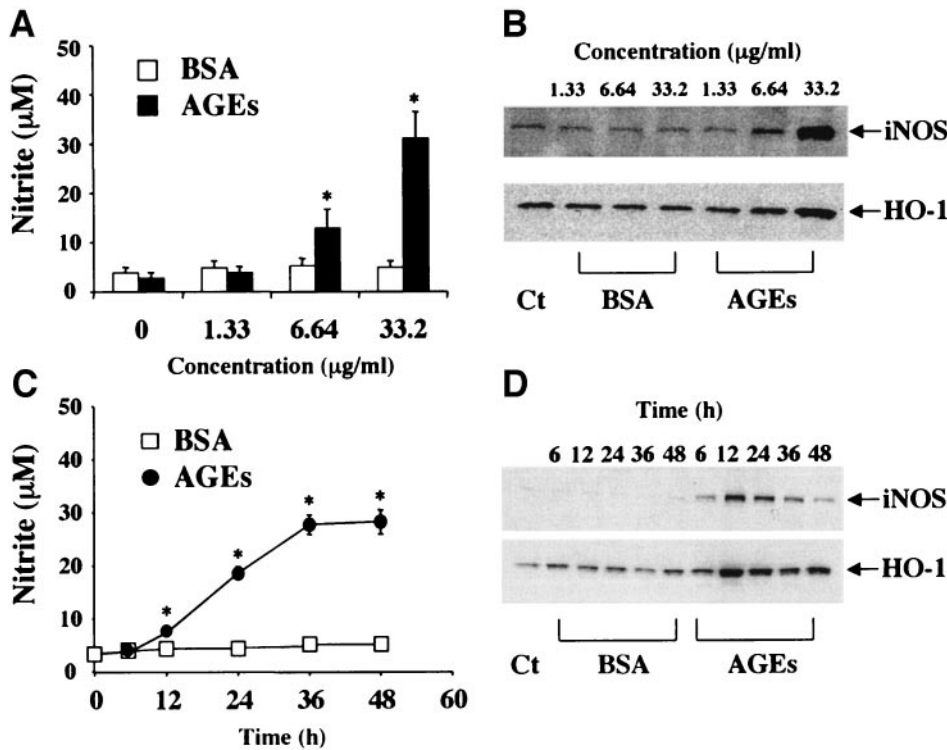 A
50
40
30
20
10
0
Nitrite (μM)
BSA
AGEs
*
*
0 1.33 6.64 33.2
Concentration (μg/ml)
B
Concentration (μg/ml)
1.33 6.64 33.2 1.33 6.64 33.2
iNOS
HO-1
Ct BSA AGEs
C
50
40
30
20
10
0
Nitrite (μM)
BSA
AGEs
*
*
*
*
0 12 24 36 48 60
Time (h)
D
Time (h)
6 12 24 36 48 6 12 24 36 48
iNOS
HO-1
Ct BSA AGEs